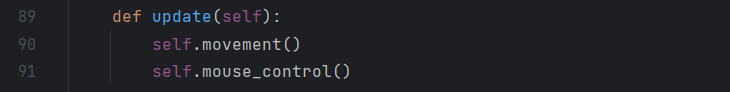 89 def update(self):
90 self.movement()
91 self.mouse_control()